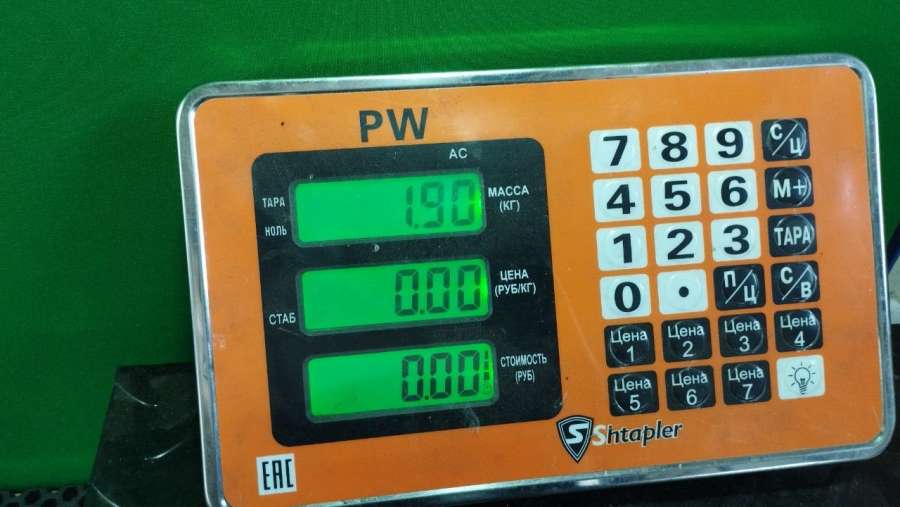 PW
AC
ТАРА
НОЛЬ
1.90
МАССА
(КГ)
СТАБ
0.00
ЦЕНА
(РУБ/КГ)
0.00
СТОИМОСТЬ
(РУБ)
7 8 9 С/Ц
4 5 6 М+
1 2 3 ТАРА
0 . П/Ц С/В
Цена 1 Цена 2 Цена 3 Цена 4
Цена 5 Цена 6 Цена 7
S Shtapler
EAC